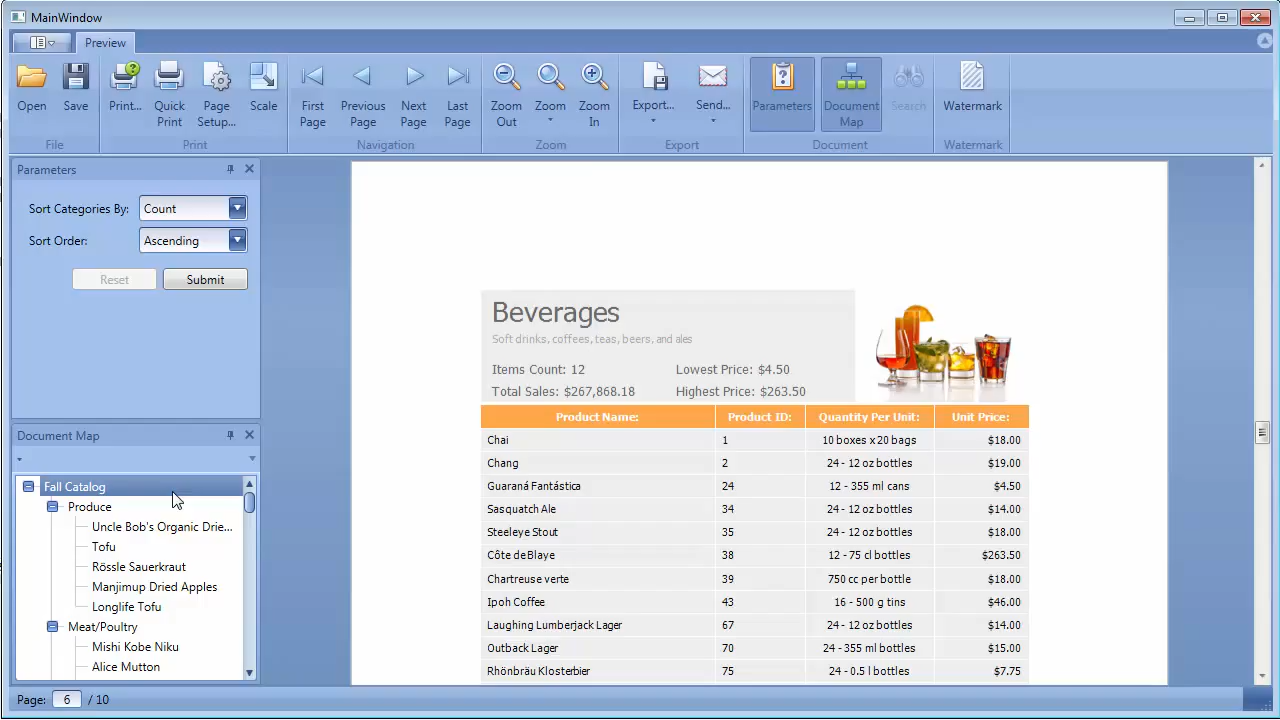 MainWindow
Preview
Open
Save
Print...
Quick
Print
Page
Setup...
Scale
First
Page
Previous
Page
Next
Page
Last
Page
Zoom
Out
Zoom
Zoom
In
Export...
Send...
Parameters
Document
Map
Search
Watermark
File
Print
Navigation
Zoom
Export
Document
Watermark
Parameters
Sort Categories By: Count
Sort Order: Ascending
Reset Submit
Document Map
Fall Catalog
Produce
Uncle Bob's Organic Drie...
Tofu
Rössle Sauerkraut
Manjimup Dried Apples
Longlife Tofu
Meat/Poultry
Mishi Kobe Niku
Alice Mutton
Beverages
Soft drinks, coffees, teas, beers, and ales
Items Count: 12 Lowest Price: $4.50
Total Sales: $267,868.18 Highest Price: $263.50
Product Name: Product ID: Quantity Per Unit: Unit Price:
Chai 1 10 boxes x 20 bags $18.00
Chang 2 24 - 12 oz bottles $19.00
Guaraná Fantástica 24 12 - 355 ml cans $4.50
Sasquatch Ale 34 24 - 12 oz bottles $14.00
Steeleye Stout 35 24 - 12 oz bottles $18.00
Côte de Blaye 38 12 - 75 cl bottles $263.50
Chartreuse verte 39 750 cc per bottle $18.00
Ipoh Coffee 43 16 - 500 g tins $46.00
Laughing Lumberjack Lager 67 24 - 12 oz bottles $14.00
Outback Lager 70 24 - 355 ml bottles $15.00
Rhönbräu Klosterbier 75 24 - 0.5 l bottles $7.75
Page: 6 / 10